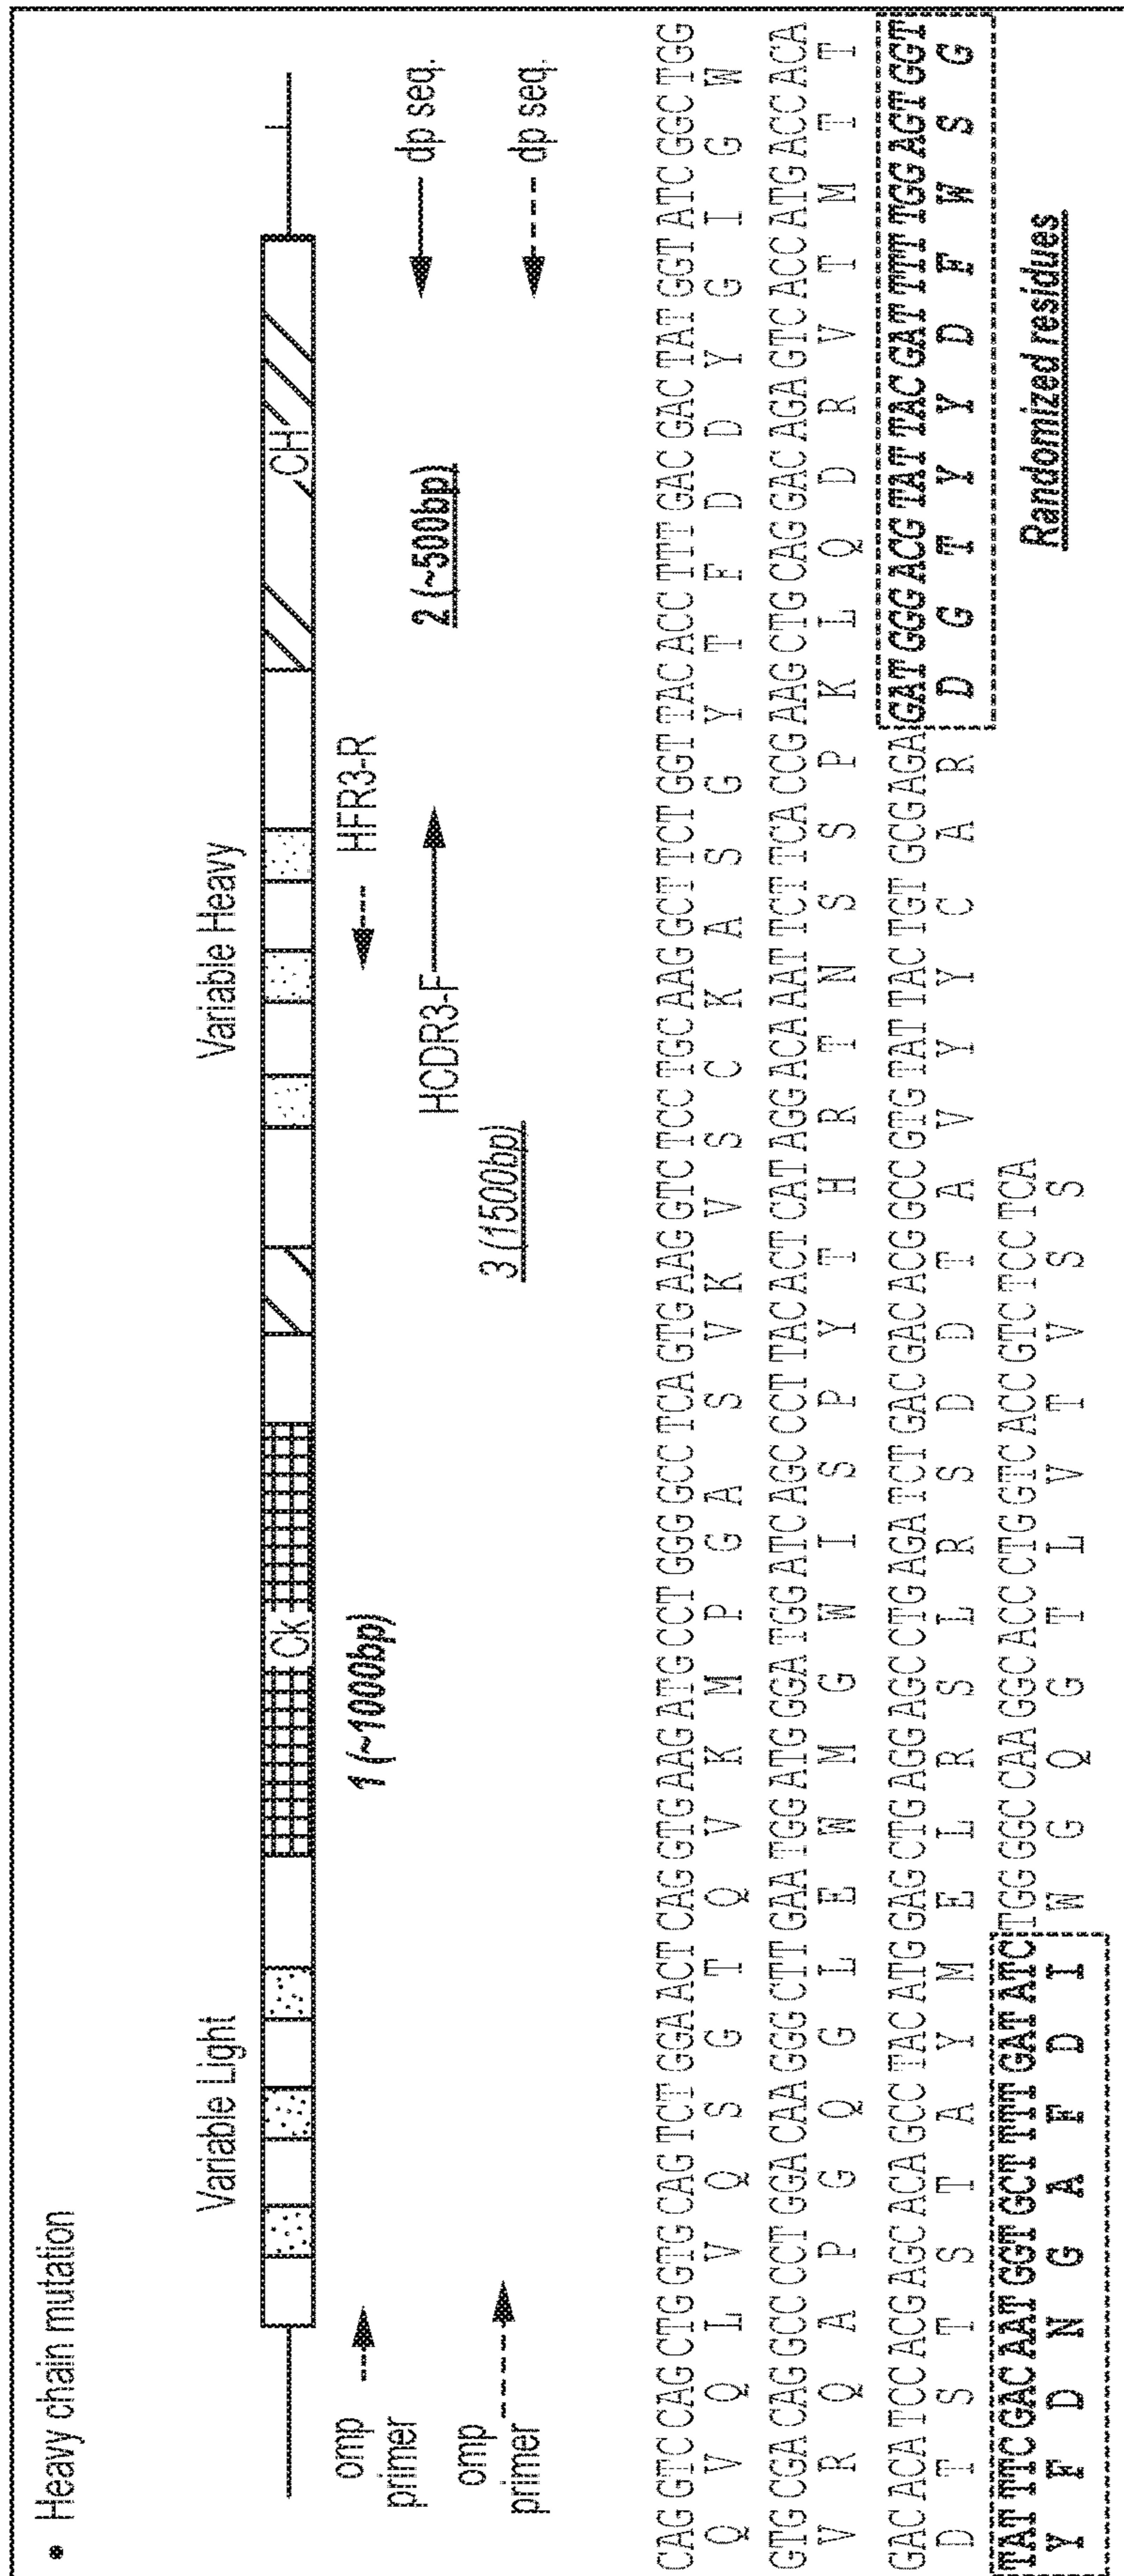 • Heavy chain mutation
Variable Light Variable Heavy
Ck CH
omp primer 1 (~1000bp) HFR3-R
HCDR3-F 2 (~500bp) dp seq.
omp primer 3 (1500bp) dp seq.
CAG GTC CAG CTG GTG CAG TCT GGA ACT CAG GTG AAG ATG CCT GGG GCC TCA GTG AAG GTC TCC TGC AAG GCT TCT GGT TAC ACC TTT GAC GAC TAT GGT ATC GGC TGG
Q V Q L V Q S G T Q V K M P G A S V K V S C K A S G Y T F D D Y G I G W
GTG CGA CAG GCC CCT GGA CAA GGG CTT GAA TGG ATG GGA TGG ATC AGC CCT TAC ACT CAT AGG ACA AAT TCT TCA CCG AAG CTG CAG GAC AGA GTC ACC ATG ACC ACA
V R Q A P G Q G L E W M G W I S P Y T H R T N S S P K L Q D R V T M T T
GAC ACA TCC ACG AGC ACA GCC TAC ATG GAG CTG AGG AGC CTG AGA TCT GAC GAC ACG GCC GTG TAT TAC TGT GCG AGA GAT GGG ACG TAT TAC GAT TTT TGG AGT GGT
D T S T S T A Y M E L R S L R S D D T A V Y Y C A R D G T Y Y D F W S G
TAT TTC GAC AAT GGT GCT TTT GAT ATC TGG GGC CAA GGC ACC CTG GTC ACC GTC TCC TCA
Y F D N G A F D I W G Q G T L V T V S S
Randomized residues